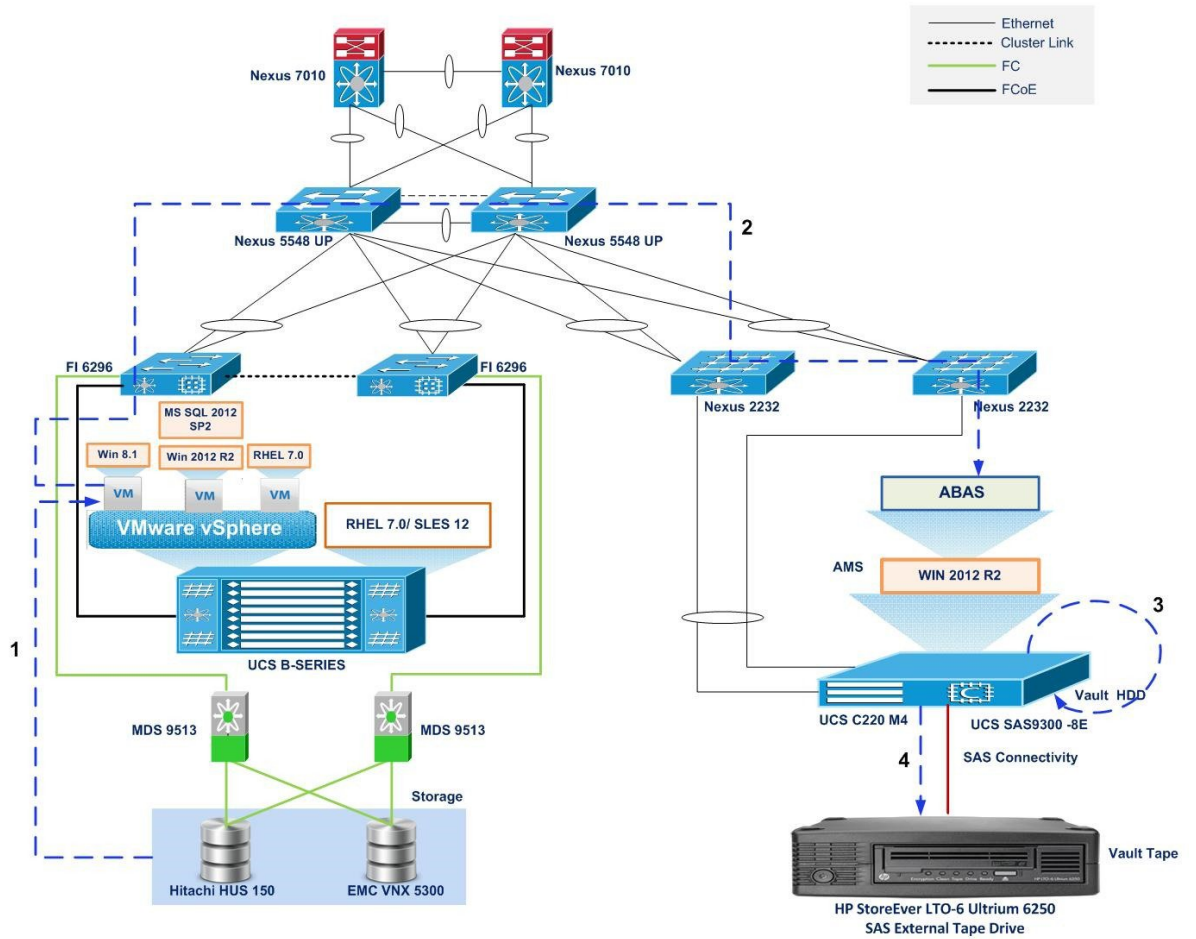 Ethernet
Cluster Link
FC
FCoE
Nexus 7010
Nexus 7010
Nexus 5548 UP
Nexus 5548 UP
2
FI 6296
FI 6296
Nexus 2232
Nexus 2232
MS SQL 2012
SP2
Win 8.1
Win 2012 R2
RHEL 7.0
VM
VM
VM
VMware vSphere
RHEL 7.0/ SLES 12
ABAS
AMS
WIN 2012 R2
1
UCS B-SERIES
3
Vault HDD
UCS C220 M4
UCS SAS9300 -8E
MDS 9513
MDS 9513
4
SAS Connectivity
Storage
Hitachi HUS 150
EMC VNX 5300
Vault Tape
HP StoreEver LTO-6 Ultrium 6250
SAS External Tape Drive